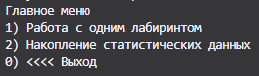 Главное меню
1) Работа с одним лабиринтом
2) Накопление статистических данных
0) <<<< Выход